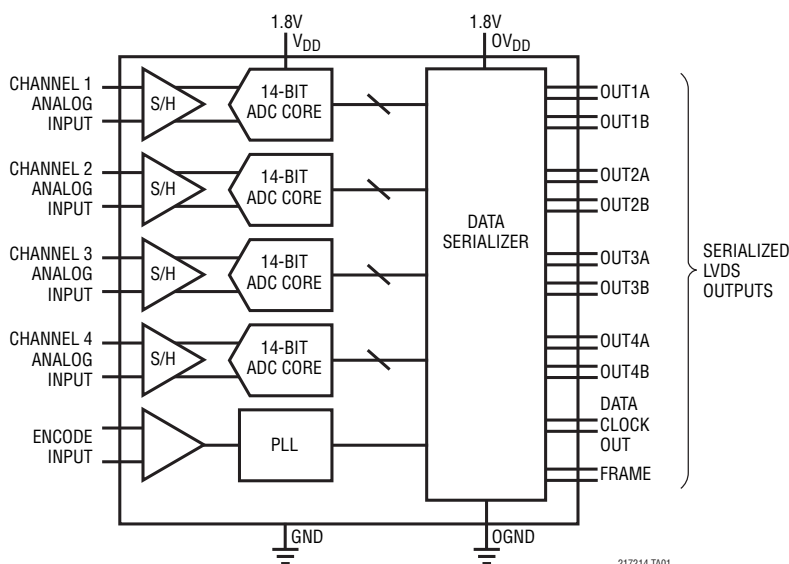 1.8V
VDD
1.8V
OVDD
CHANNEL 1
ANALOG
INPUT
S/H
14-BIT
ADC CORE
OUT1A
OUT1B
CHANNEL 2
ANALOG
INPUT
S/H
14-BIT
ADC CORE
OUT2A
OUT2B
DATA
SERIALIZER
CHANNEL 3
ANALOG
INPUT
S/H
14-BIT
ADC CORE
OUT3A
OUT3B
SERIALIZED
LVDS
OUTPUTS
CHANNEL 4
ANALOG
INPUT
S/H
14-BIT
ADC CORE
OUT4A
OUT4B
ENCODE
INPUT
PLL
DATA
CLOCK
OUT
FRAME
GND
OGND
217214 TA01